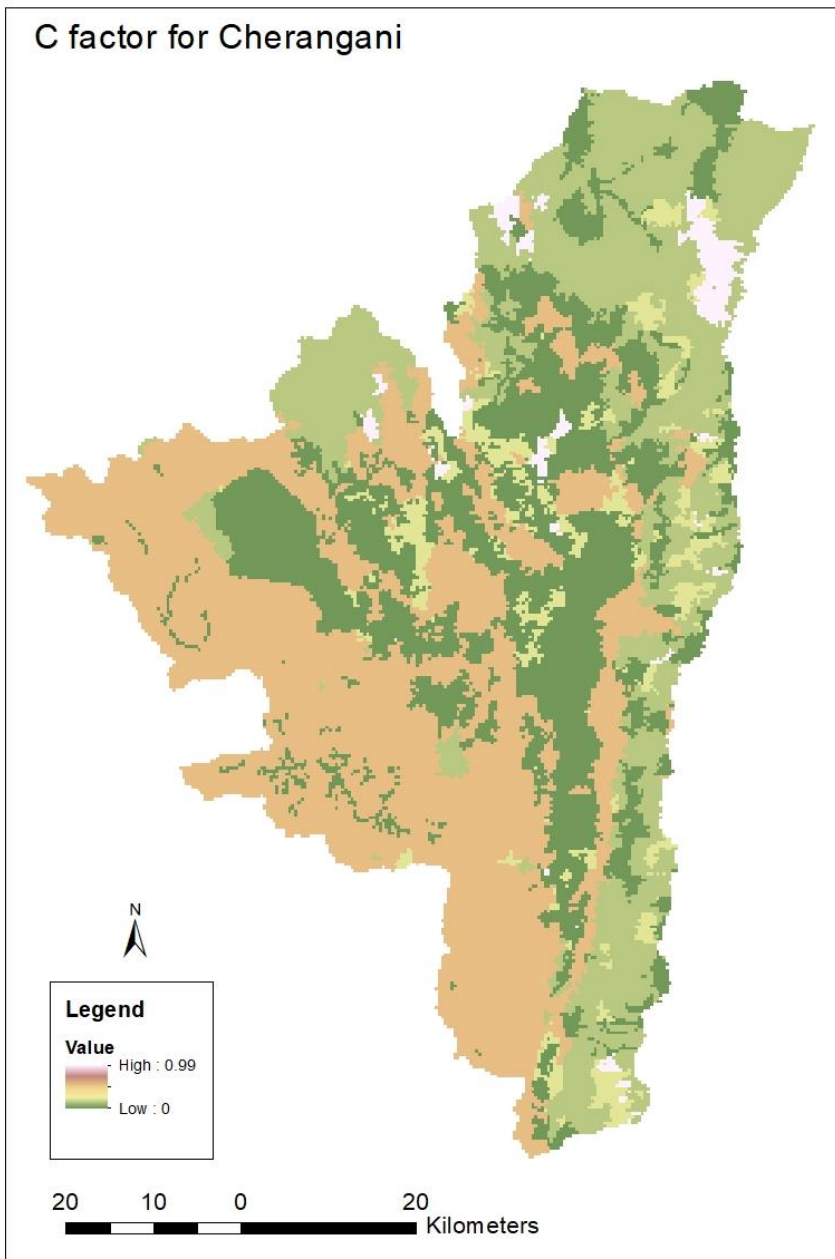 C factor for Cherangani
N
Legend
Value
High : 0.99
Low : 0
20 10 0 20
Kilometers